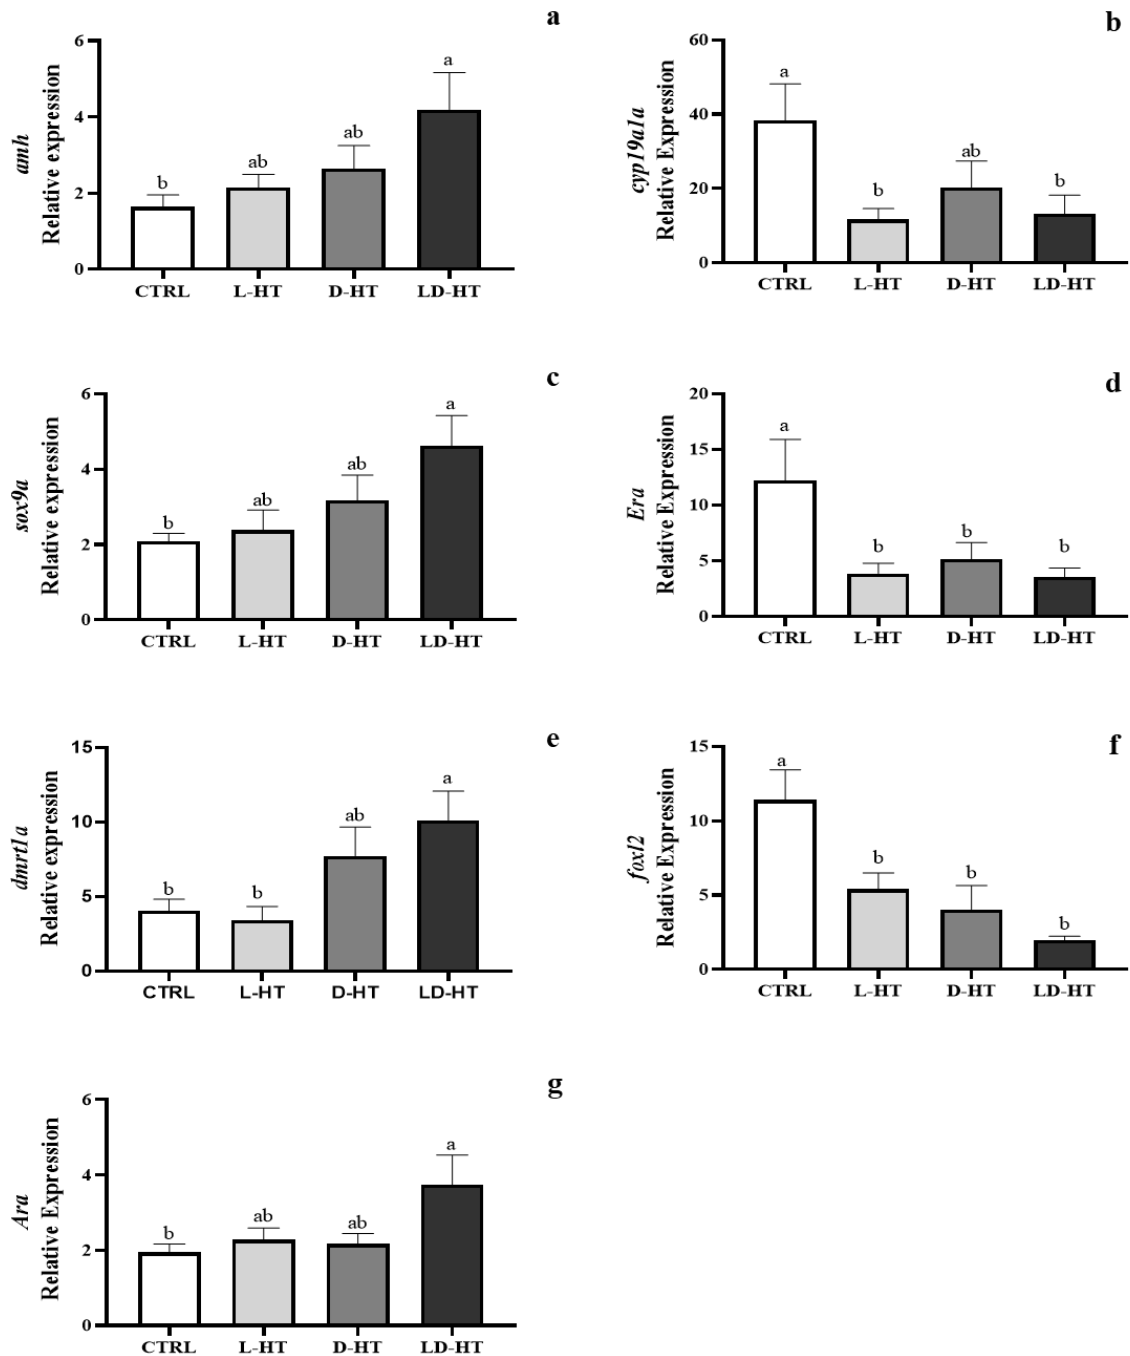 a
amh
Relative expression
6
4
2
0
b
ab
ab
a
CTRL
L-HT
D-HT
LD-HT
b
cyp19a1a
Relative Expression
60
40
20
0
a
b
ab
b
CTRL
L-HT
D-HT
LD-HT
c
sox9a
Relative expression
6
4
2
0
b
ab
ab
a
CTRL
L-HT
D-HT
LD-HT
d
Era
Relative Expression
20
15
10
5
0
a
b
b
b
CTRL
L-HT
D-HT
LD-HT
e
dmrt1a
Relative expression
15
10
5
0
b
b
ab
a
CTRL
L-HT
D-HT
LD-HT
f
foxl2
Relative Expression
15
10
5
0
a
b
b
b
CTRL
L-HT
D-HT
LD-HT
g
Ara
Relative Expression
6
4
2
0
b
ab
ab
a
CTRL
L-HT
D-HT
LD-HT